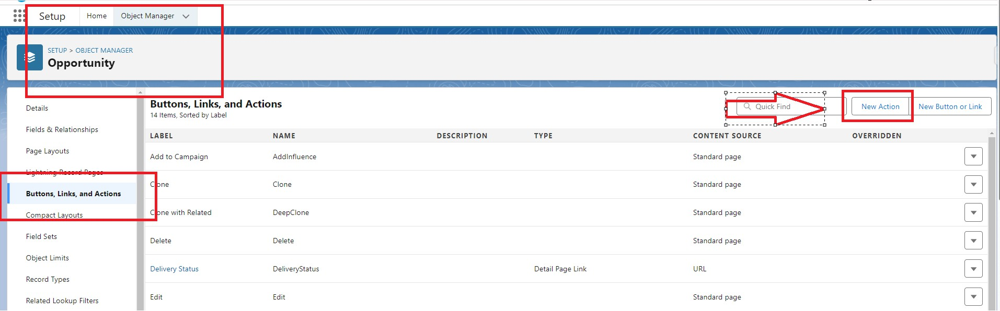 Setup Home Object Manager
SETUP > OBJECT MANAGER
Opportunity
Details
Fields & Relationships
Page Layouts
Lightning Record Pages
Buttons, Links, and Actions
Compact Layouts
Field Sets
Object Limits
Record Types
Related Lookup Filters
Buttons, Links, and Actions
14 Items, Sorted by Label
Quick Find New Action New Button or Link
LABEL NAME DESCRIPTION TYPE CONTENT SOURCE OVERRIDDEN
Add to Campaign AddInfluence Standard page
Clone Clone Standard page
Clone with Related DeepClone Standard page
Delete Delete Standard page
Delivery Status DeliveryStatus Detail Page Link URL
Edit Edit Standard page